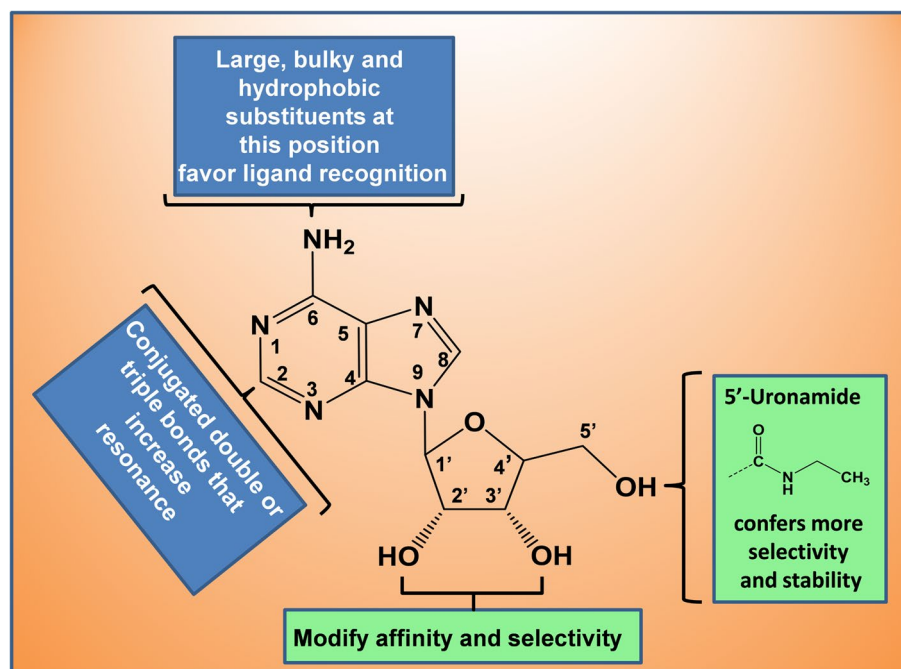 Large, bulky and
hydrophobic
substituents at
this position
favor ligand recognition
NH2
N
7
6
N
1
5
8
2
3
4
9
N
N
Conjugated double or
triple bonds that
increase
resonance
O
5’
1'
4'
2'
3'
OH
HO
OH
5’-Uronamide
O
C
N
H
CH3
confers more
selectivity
and stability
Modify affinity and selectivity